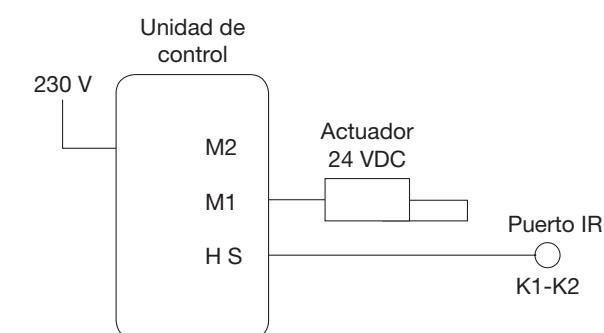 Unidad de
control
230 V
M2
Actuador
24 VDC
M1
Puerto IR
H S
K1-K2